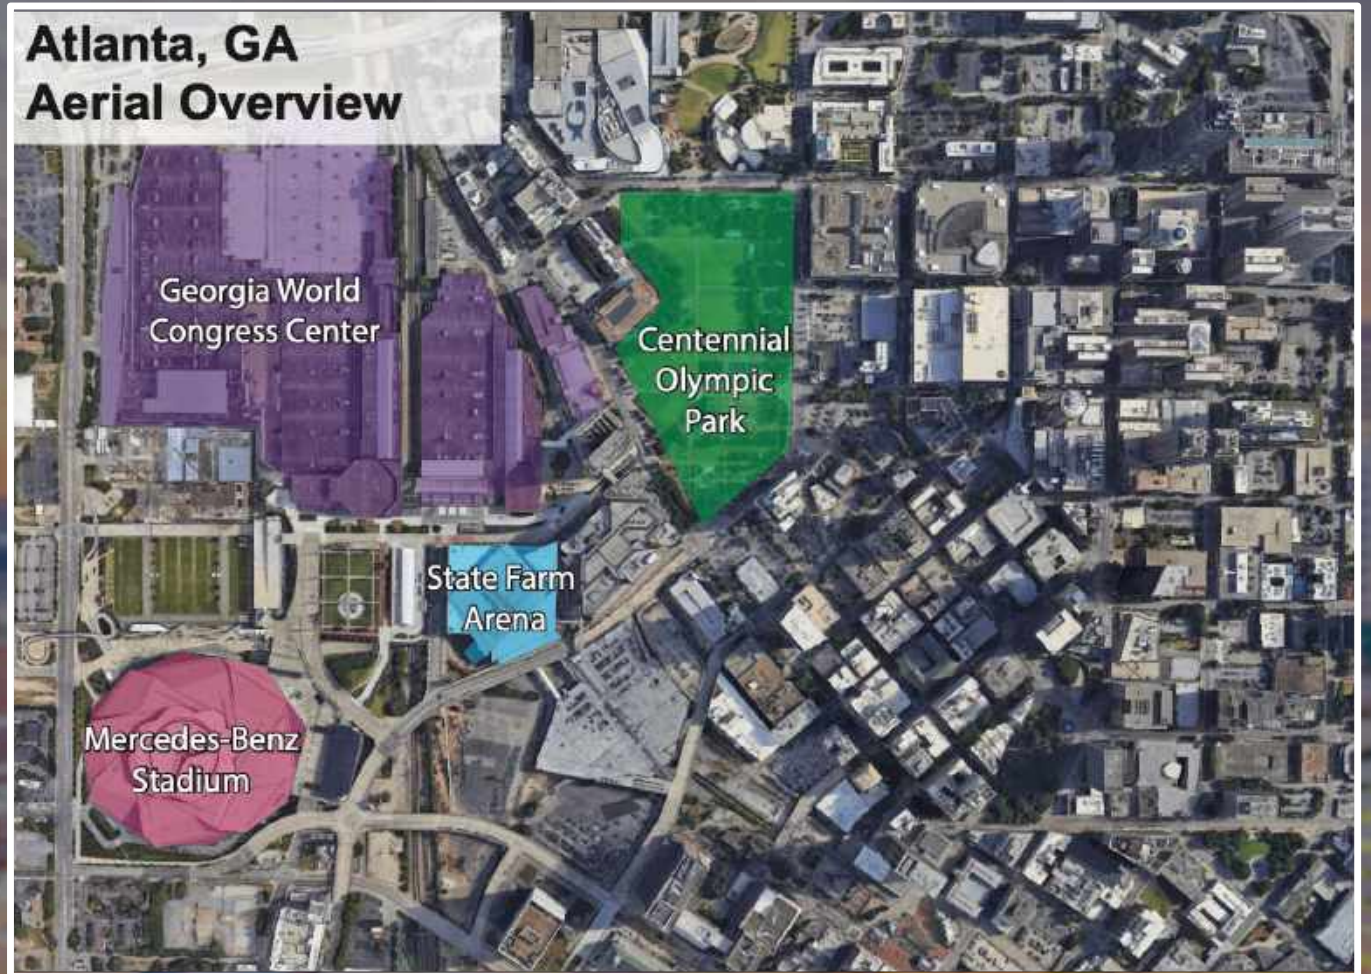 Atlanta, GA
Aerial Overview
Georgia World
Congress Center
Centennial
Olympic
Park
State Farm
Arena
Mercedes-Benz
Stadium